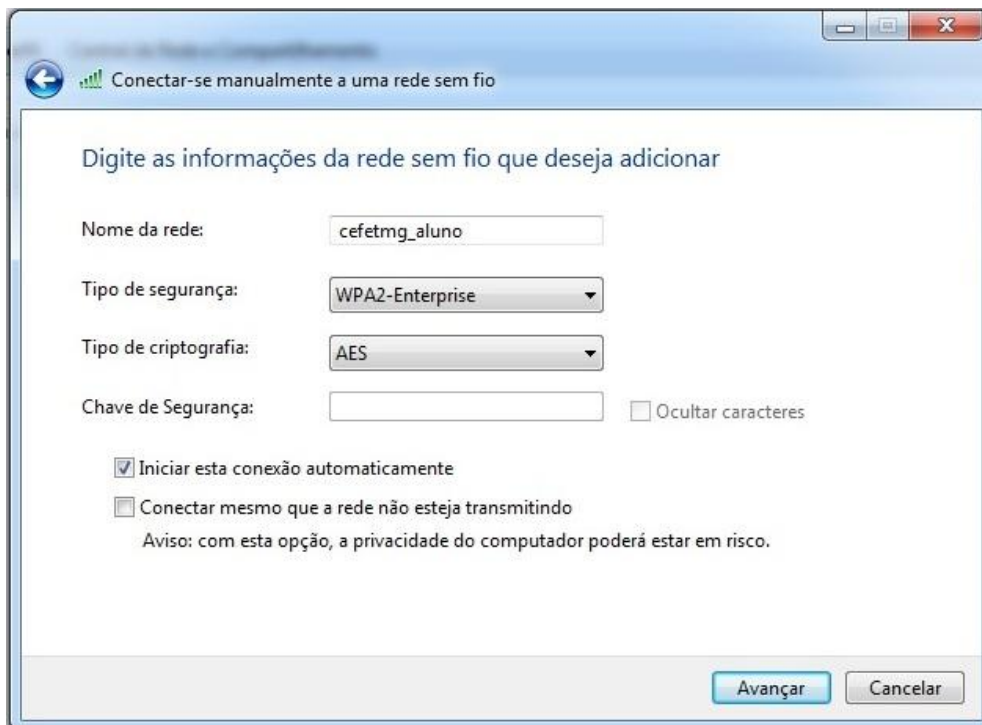 Conectar-se manualmente a uma rede sem fio
Digite as informações da rede sem fio que deseja adicionar
Nome da rede: cefetmg_aluno
Tipo de segurança: WPA2-Enterprise
Tipo de criptografia: AES
Chave de Segurança: Ocultar caracteres
Iniciar esta conexão automaticamente
Conectar mesmo que a rede não esteja transmitindo
Aviso: com esta opção, a privacidade do computador poderá estar em risco.
Avançar Cancelar